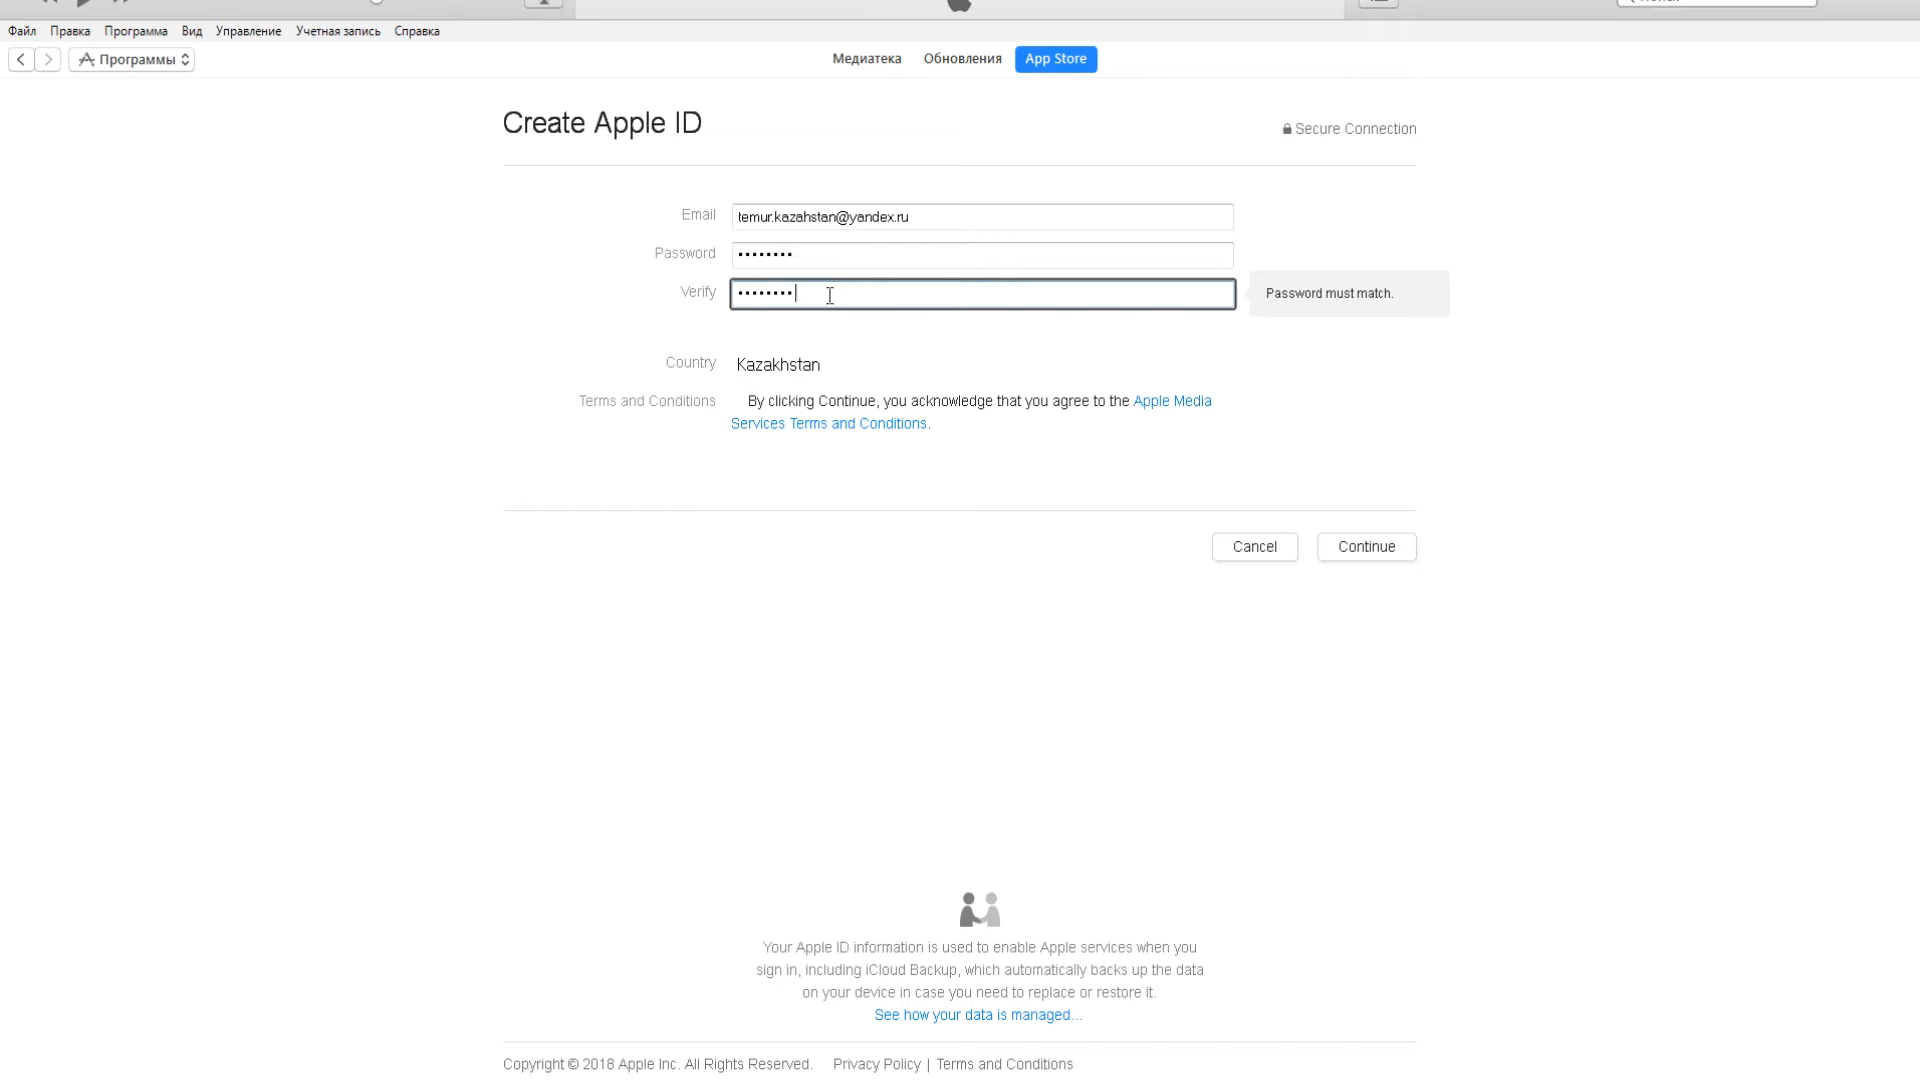 Файл Правка Программа Вид Управление Учетная запись Справка
Программы
Медиатека Обновления App Store
Create Apple ID
Secure Connection
Email temur.kazahstan@yandex.ru
Password ••••••••
Verify ••••••••
Password must match.
Country Kazakhstan
Terms and Conditions By clicking Continue, you acknowledge that you agree to the Apple Media
Services Terms and Conditions.
Cancel Continue
Your Apple ID information is used to enable Apple services when you
sign in, including iCloud Backup, which automatically backs up the data
on your device in case you need to replace or restore it.
See how your data is managed...
Copyright © 2018 Apple Inc. All Rights Reserved. Privacy Policy | Terms and Conditions